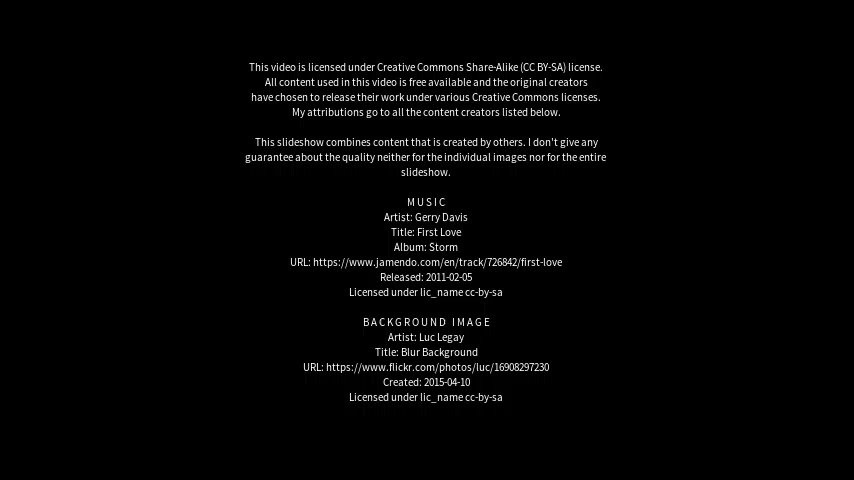 This video is licensed under Creative Commons Share-Alike (CC BY-SA) license.
All content used in this video is free available and the original creators
have chosen to release their work under various Creative Commons licenses.
My attributions go to all the content creators listed below.
This slideshow combines content that is created by others. I don't give any
guarantee about the quality neither for the individual images nor for the entire
slideshow.
MUSIC
Artist: Gerry Davis
Title: First Love
Album: Storm
URL: https://www.jamendo.com/en/track/726842/first-love
Released: 2011-02-05
Licensed under lic_name cc-by-sa
BACKGROUND IMAGE
Artist: Luc Legay
Title: Blur Background
URL: https://www.flickr.com/photos/luc/16908297230
Created: 2015-04-10
Licensed under lic_name cc-by-sa